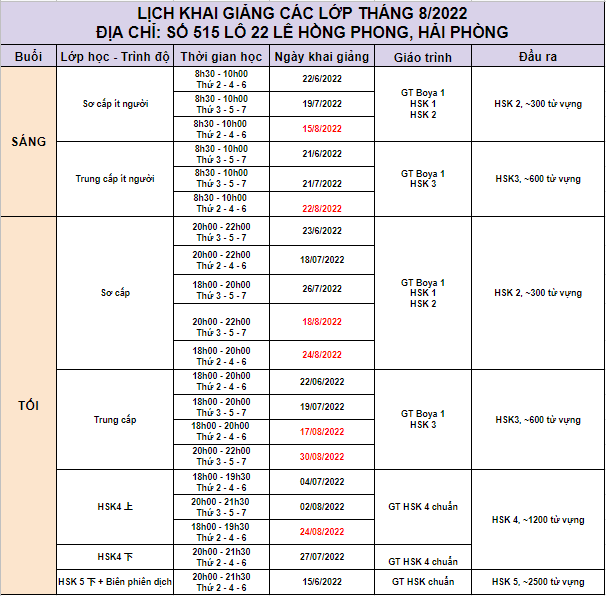 LỊCH KHAI GIẢNG CÁC LỚP THÁNG 8/2022
ĐỊA CHỈ: SỐ 515 LÔ 22 LÊ HỒNG PHONG, HẢI PHÒNG
Buổi Lớp học - Trình độ Thời gian học Ngày khai giảng Giáo trình Đầu ra
SÁNG
Sơ cấp ít người
8h30 - 10h00
Thứ 2 - 4 - 6
22/6/2022
8h30 - 10h00
Thứ 3 - 5 - 7
19/7/2022
8h30 - 10h00
Thứ 2 - 4 - 6
15/8/2022
GT Boya 1
HSK 1
HSK 2
HSK 2, ~300 từ vựng
Trung cấp ít người
8h30 - 10h00
Thứ 3 - 5 - 7
21/6/2022
8h30 - 10h00
Thứ 3 - 5 - 7
21/7/2022
8h30 - 10h00
Thứ 2 - 4 - 6
22/8/2022
GT Boya 1
HSK 3
HSK3, ~600 từ vựng
TỐI
Sơ cấp
20h00 - 22h00
Thứ 3 - 5 - 7
23/6/2022
20h00 - 22h00
Thứ 2 - 4 - 6
18/07/2022
18h00 - 20h00
Thứ 3 - 5 - 7
26/7/2022
20h00 - 22h00
Thứ 3 - 5 - 7
18/8/2022
18h00 - 20h00
Thứ 2 - 4 - 6
24/8/2022
GT Boya 1
HSK 1
HSK 2
HSK 2, ~300 từ vựng
Trung cấp
18h00 - 20h00
Thứ 2 - 4 - 6
22/06/2022
18h00 - 20h00
Thứ 3 - 5 - 7
19/07/2022
18h00 - 20h00
Thứ 2 - 4 - 6
17/08/2022
20h00 - 22h00
Thứ 3 - 5 - 7
30/08/2022
GT Boya 1
HSK 3
HSK3, ~600 từ vựng
HSK4 上
18h00 - 19h30
Thứ 2 - 4 - 6
04/07/2022
20h00 - 21h30
Thứ 3 - 5 - 7
02/08/2022
18h00 - 19h30
Thứ 2 - 4 - 6
24/08/2022
GT HSK 4 chuẩn
HSK 4, ~1200 từ vựng
HSK4 下
20h00 - 21h30
Thứ 2 - 4 - 6
27/07/2022
GT HSK 4 chuẩn
HSK 5 下 + Biên phiên dịch
20h00 - 21h30
Thứ 2 - 4 - 6
15/6/2022
GT HSK chuẩn
HSK 5, ~2500 từ vựng